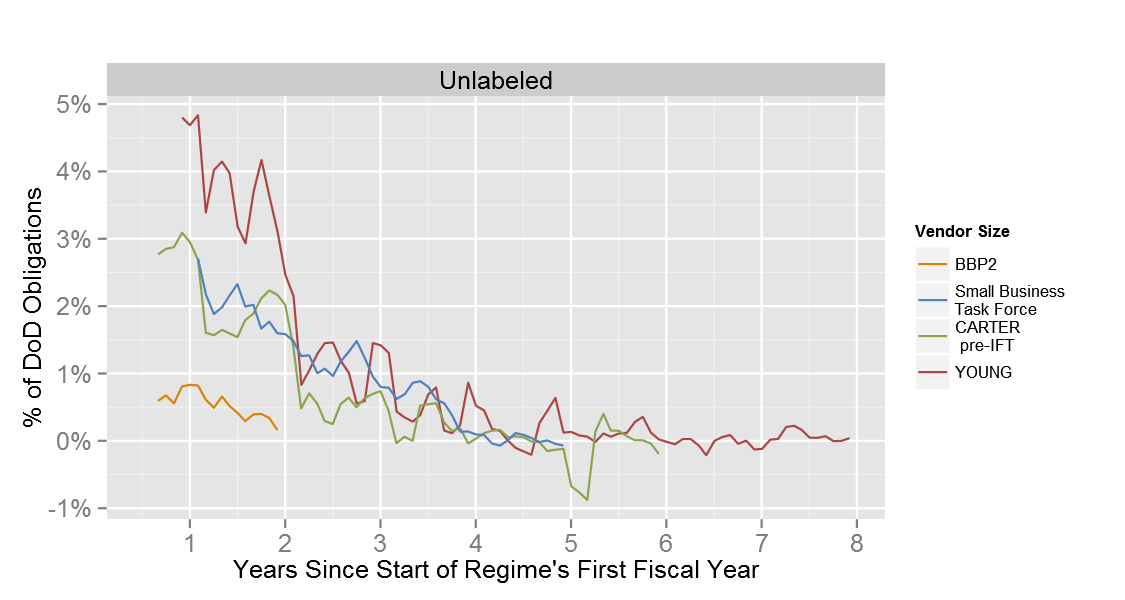 Unlabeled
5%
4%
3%
2%
1%
0%
-1%
% of DoD Obligations
1 2 3 4 5 6 7 8
Years Since Start of Regime's First Fiscal Year
Vendor Size
BBP2
Small Business
Task Force
CARTER
pre-IFT
YOUNG